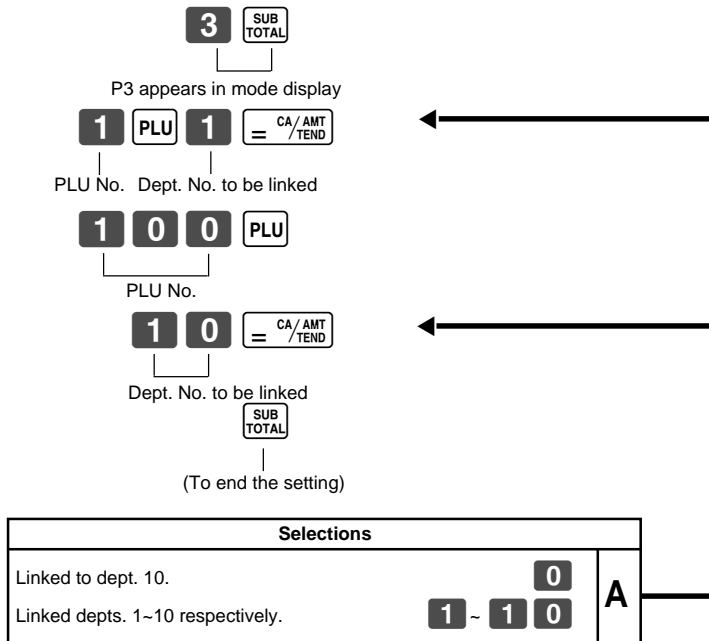 3 SUB TOTAL
P3 appears in mode display
1 PLU 1 = CA/AMT TEND
PLU No. Dept. No. to be linked
1 0 0 PLU
PLU No.
1 0 = CA/AMT TEND
Dept. No. to be linked
SUB TOTAL
(To end the setting)
Selections
Linked to dept. 10. 0
Linked depts. 1~10 respectively. 1 ~ 1 0
A